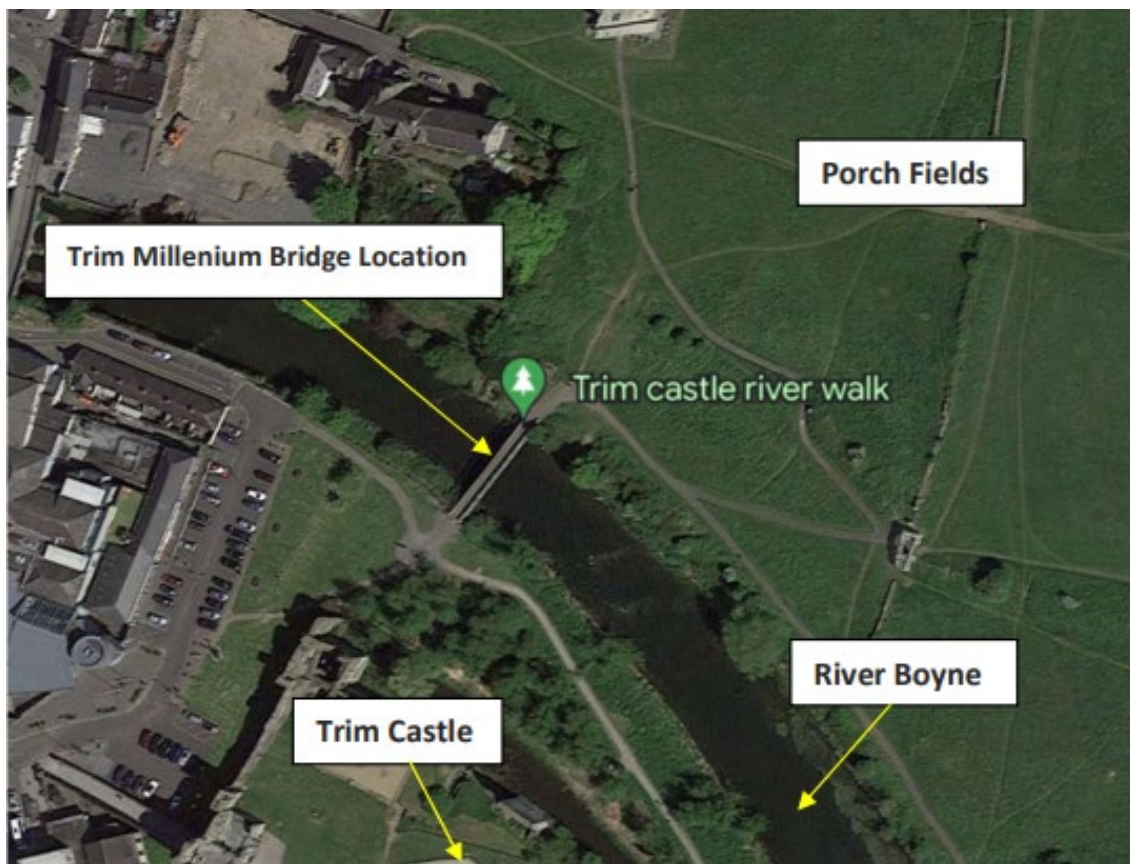 Porch Fields
Trim Millenium Bridge Location
Trim castle river walk
River Boyne
Trim Castle